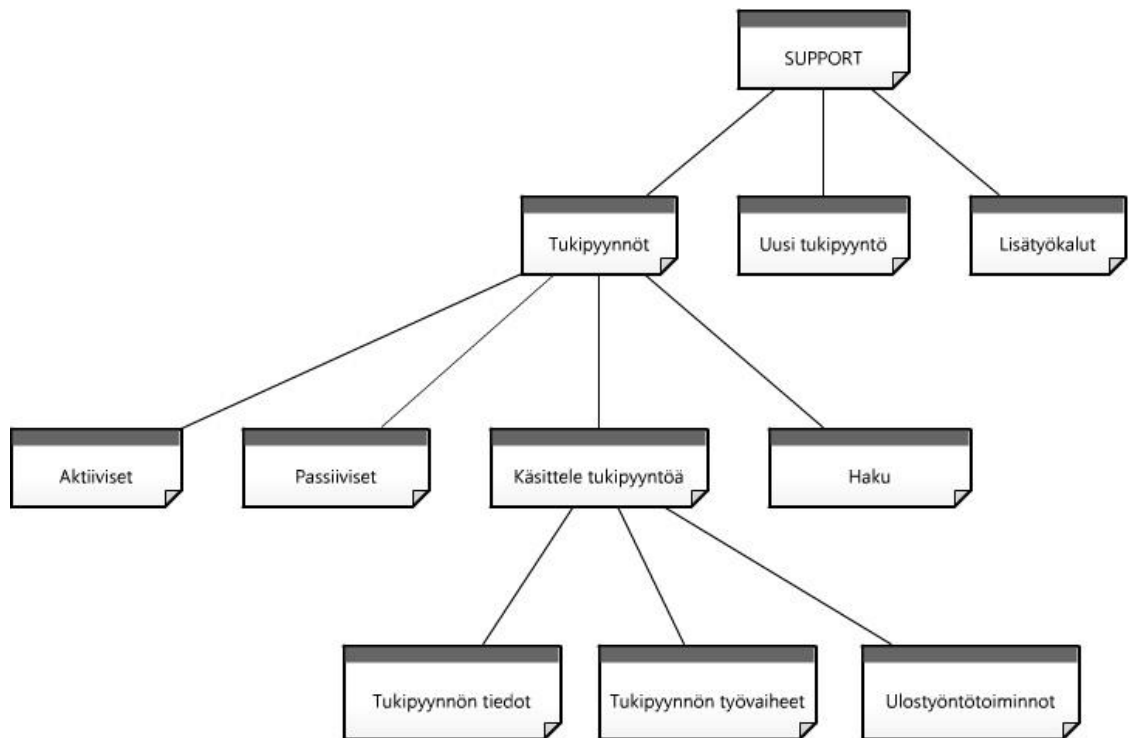 SUPPORT
Tukipyynnöt
Uusi tukipyyntö
Lisätyökalut
Aktiiviset
Passiiviset
Käsittele tukipyyntöä
Haku
Tukipyynnön tiedot
Tukipyynnön työvaiheet
Ulostyöntötoiminnot